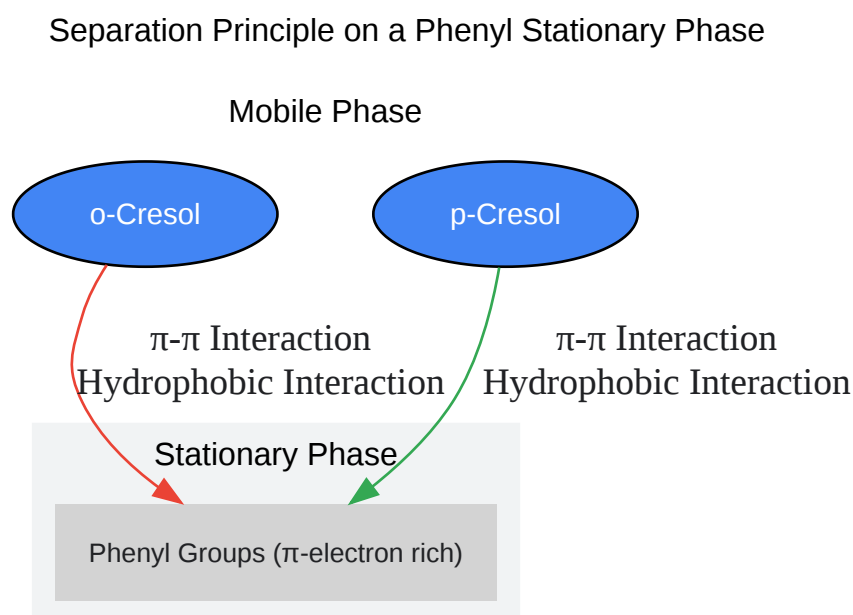 Separation Principle on a Phenyl Stationary Phase
Mobile Phase
o-Cresol
p-Cresol
π-π Interaction
Hydrophobic Interaction
π-π Interaction
Hydrophobic Interaction
Stationary Phase
Phenyl Groups (π-electron rich)